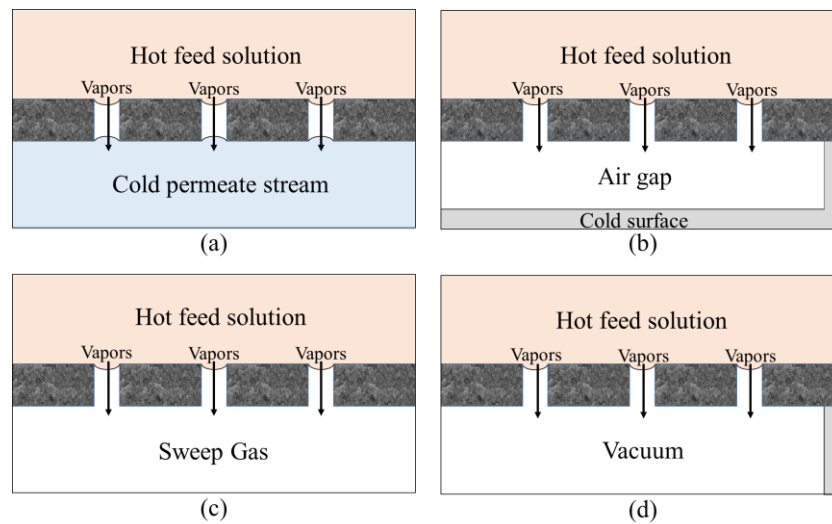 Hot feed solution
Vapors Vapors Vapors
Cold permeate stream
(a)
Hot feed solution
Vapors Vapors Vapors
Air gap
Cold surface
(b)
Hot feed solution
Vapors Vapors Vapors
Sweep Gas
(c)
Hot feed solution
Vapors Vapors Vapors
Vacuum
(d)